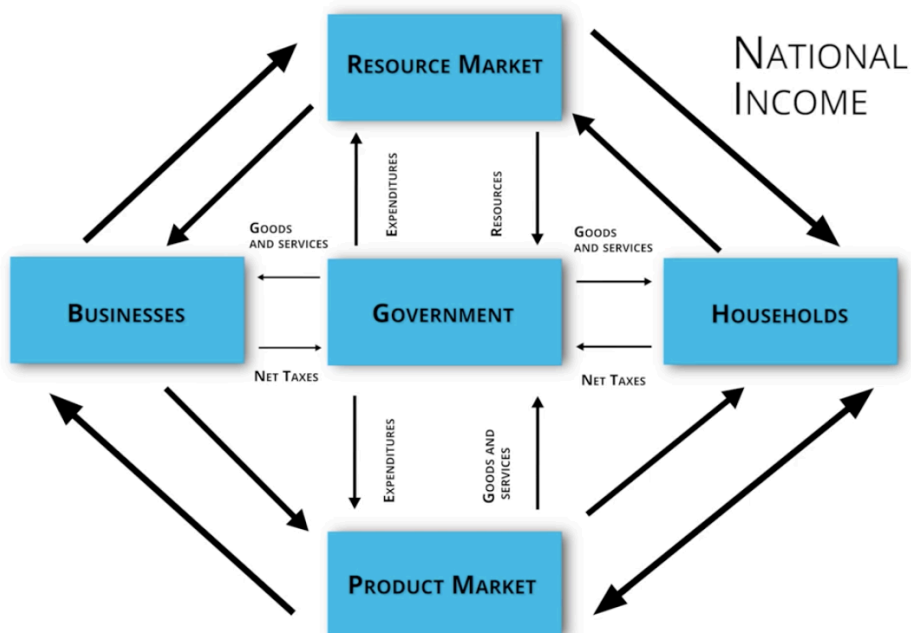 NATIONAL
INCOME
RESOURCE MARKET
EXPENDITURES
RESOURCES
GOODS
AND SERVICES
GOODS
AND SERVICES
BUSINESSES
GOVERNMENT
HOUSEHOLDS
NET TAXES
NET TAXES
EXPENDITURES
GOODS AND
SERVICES
PRODUCT MARKET